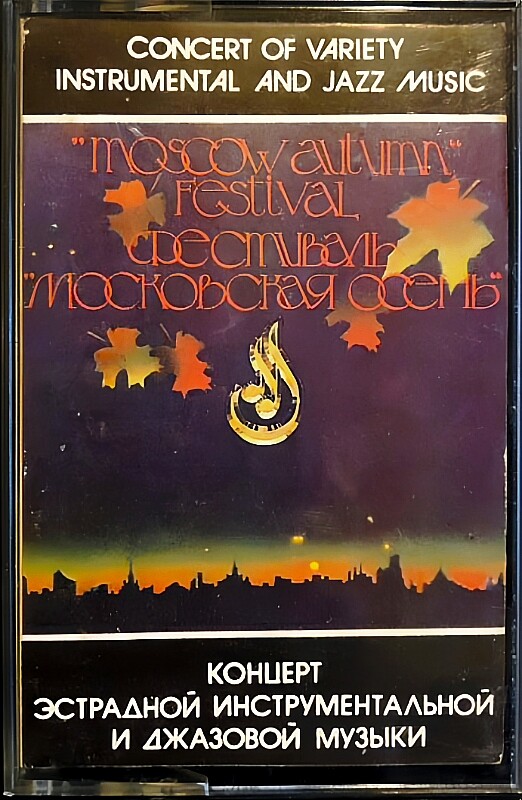 CONCERT OF VARIETY
INSTRUMENTAL AND JAZZ MUSIC
"MOSCOW AUTUMN"
FESTIVAL
ФЕСТИВАЛЬ
"МОСКОВСКАЯ ОСЕНЬ"
КОНЦЕРТ
ЭСТРАДНОЙ ИНСТРУМЕНТАЛЬНОЙ
И ДЖАЗОВОЙ МУЗЫКИ